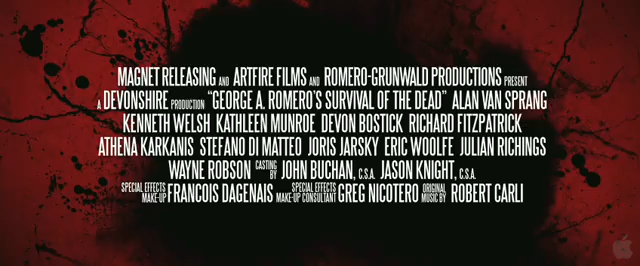 MAGNET RELEASING AND ARTFIRE FILMS AND ROMERO-GRUNWALD PRODUCTIONS PRESENT
A DEVONSHIRE PRODUCTION "GEORGE A. ROMERO'S SURVIVAL OF THE DEAD" ALAN VAN SPRANG
KENNETH WELSH KATHLEEN MUNROE DEVON BOSTICK RICHARD FITZPATRICK
ATHENA KARKANIS STEFANO DI MATTEO JORIS JARSKY ERIC WOOLFE JULIAN RICHINGS
WAYNE ROBSON CASTING BY JOHN BUCHAN, C.S.A. JASON KNIGHT, C.S.A.
SPECIAL EFFECTS MAKE-UP FRANCOIS DAGENAIS SPECIAL EFFECTS MAKE-UP CONSULTANT GREG NICOTERO ORIGINAL MUSIC BY ROBERT CARLI